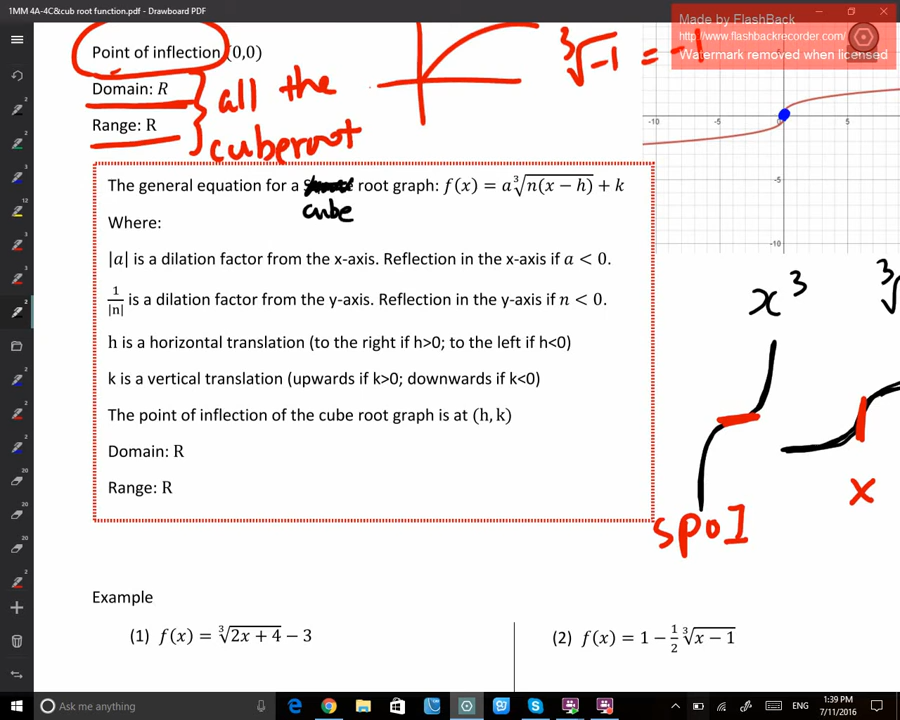 1MM 4A-4C&cub root function.pdf - Drawboard PDF
Made by FlashBack
http://www.flashbackrecorder.com/
Watermark removed when licensed
Point of inflection (0,0)
∛-1 = -1
Domain: R
Range: R
all the
cuberoot
-10 -5 5
-5
-10
The general equation for a root graph: f(x) = a∛n(x − h) + k
cube
Where:
|a| is a dilation factor from the x-axis. Reflection in the x-axis if a < 0.
1/|n| is a dilation factor from the y-axis. Reflection in the y-axis if n < 0.
h is a horizontal translation (to the right if h>0; to the left if h<0)
k is a vertical translation (upwards if k>0; downwards if k<0)
The point of inflection of the cube root graph is at (h, k)
Domain: R
Range: R
x³ ∛
SPOI
x
Example
(1) f(x) = ∛2x + 4 − 3
(2) f(x) = 1 − 1/2 ∛x − 1
Ask me anything
ENG
1:39 PM
7/11/2016